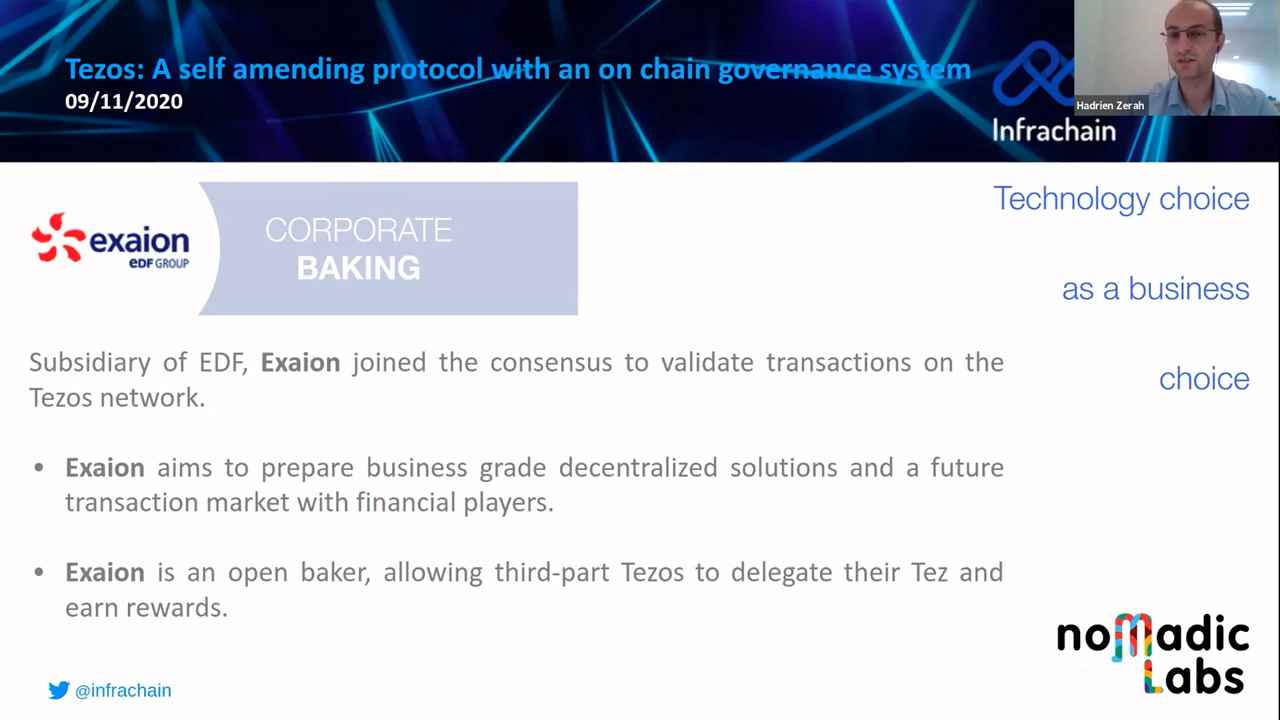 Tezos: A self amending protocol with an on chain governance system
09/11/2020
Infrachain
Hadrien Zerah
exaion
EDF GROUP
CORPORATE
BAKING
Technology choice
as a business
choice
Subsidiary of EDF, Exaion joined the consensus to validate transactions on the
Tezos network.
• Exaion aims to prepare business grade decentralized solutions and a future
transaction market with financial players.
• Exaion is an open baker, allowing third-part Tezos to delegate their Tez and
earn rewards.
noMadic
Labs
@infrachain